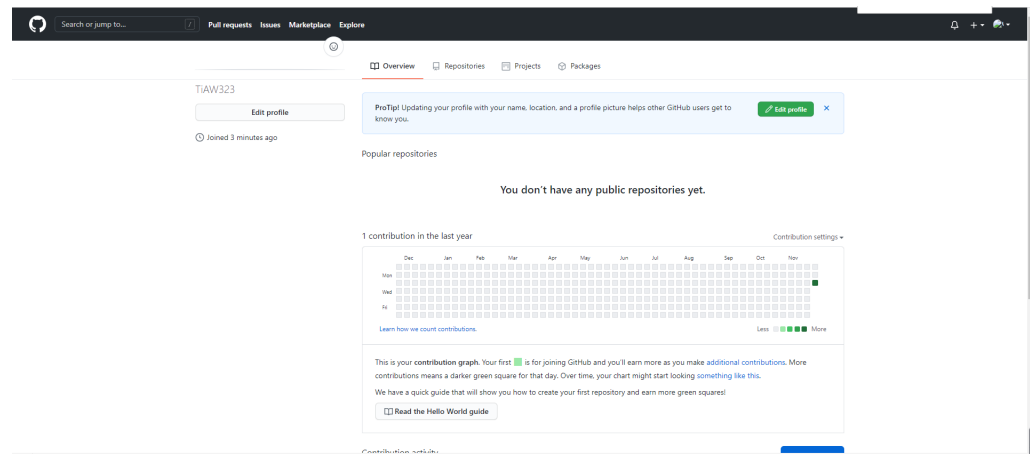 Search or jump to... /
Pull requests Issues Marketplace Explore
Overview Repositories Projects Packages
TiAW323
Edit profile
Joined 3 minutes ago
ProTip! Updating your profile with your name, location, and a profile picture helps other GitHub users get to
know you.
Edit profile
Popular repositories
You don't have any public repositories yet.
1 contribution in the last year
Contribution settings
Dec Jan Feb Mar Apr May Jun Jul Aug Sep Oct Nov
Mon
Wed
Fri
Learn how we count contributions.
Less More
This is your contribution graph. Your first is for joining GitHub and you'll earn more as you make additional contributions. More
contributions means a darker green square for that day. Over time, your chart might start looking something like this.
We have a quick guide that will show you how to create your first repository and earn more green squares!
Read the Hello World guide
Contribution activity